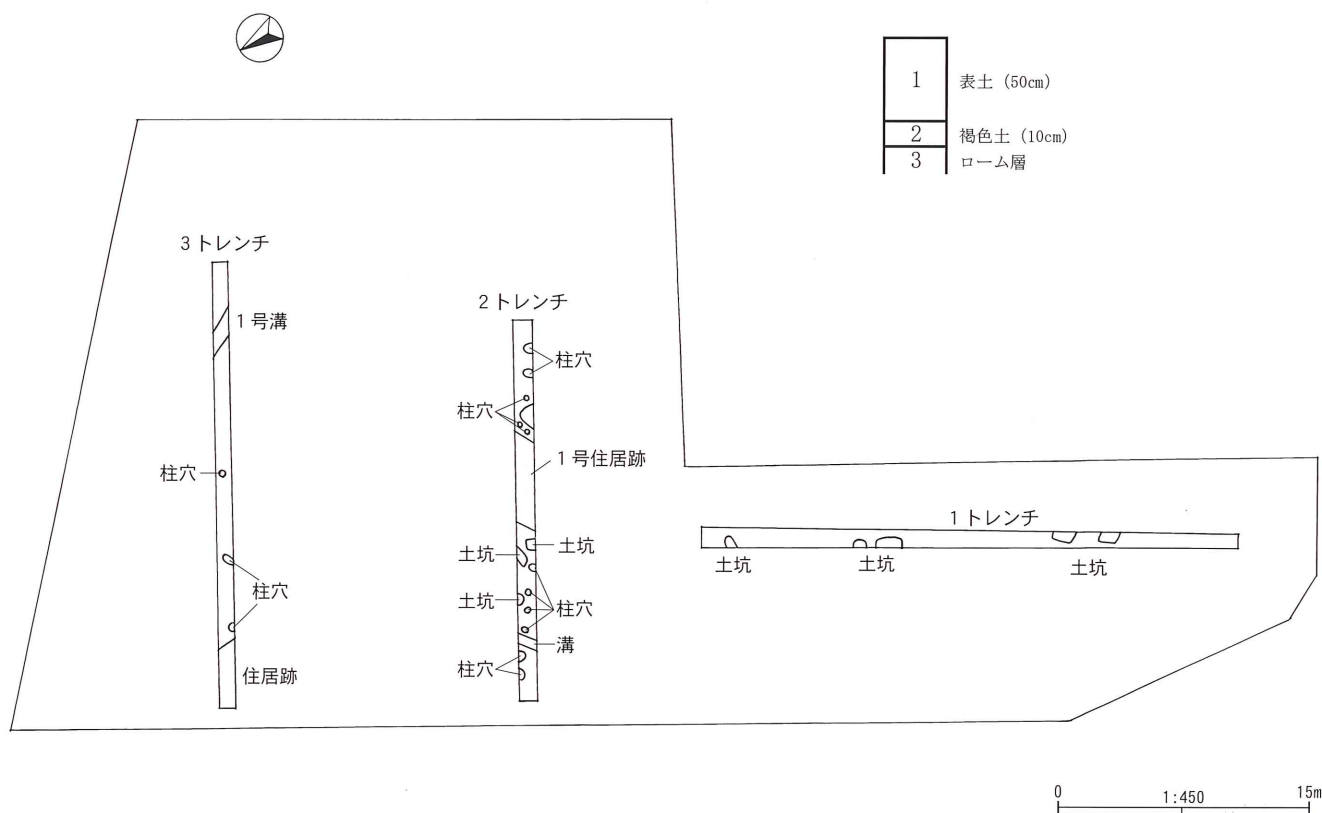 1 表土 (50cm)
2 褐色土 (10cm)
3 ローム層
3トレンチ
1号溝
柱穴
柱穴
住居跡
2トレンチ
柱穴
柱穴
1号住居跡
土坑
土坑
土坑
柱穴
溝
柱穴
1トレンチ
土坑
土坑
土坑
0 1:450 15m